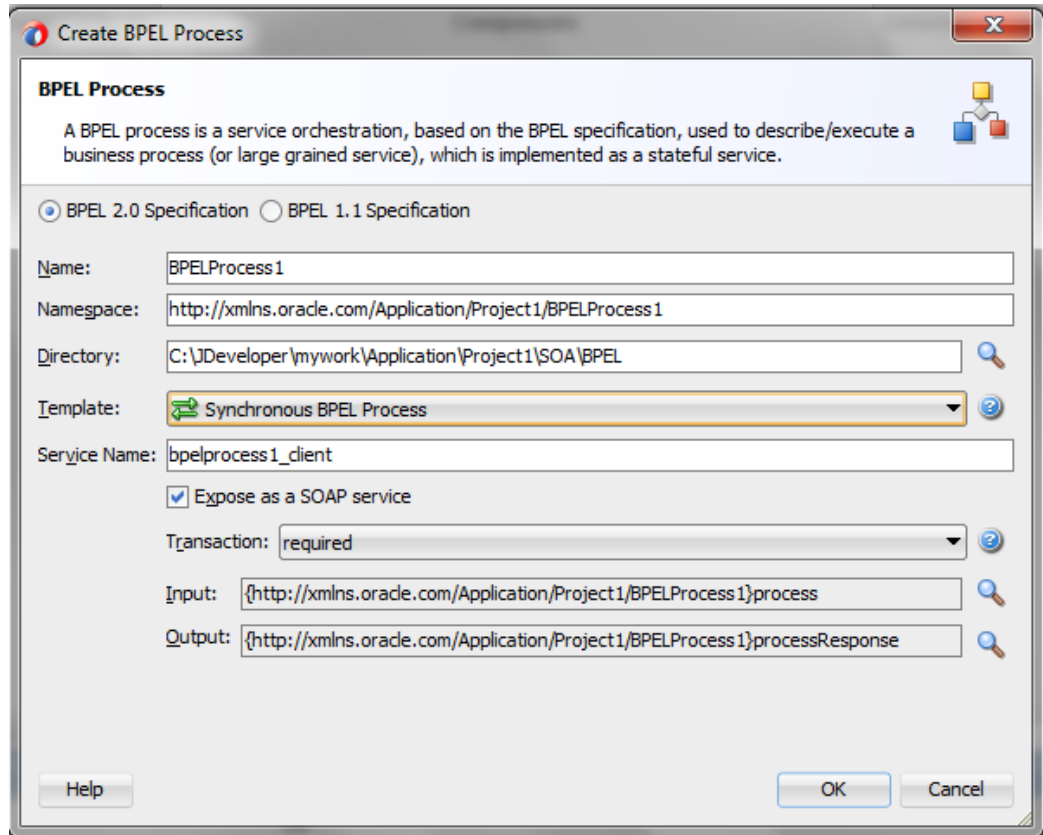 Create BPEL Process
BPEL Process
A BPEL process is a service orchestration, based on the BPEL specification, used to describe/execute a
business process (or large grained service), which is implemented as a stateful service.
BPEL 2.0 Specification BPEL 1.1 Specification
Name: BPELProcess1
Namespace: http://xmlns.oracle.com/Application/Project1/BPELProcess1
Directory: C:\JDeveloper\mywork\Application\Project1\SOA\BPEL
Template: Synchronous BPEL Process
Service Name: bpelprocess1_client
Expose as a SOAP service
Transaction: required
Input: {http://xmlns.oracle.com/Application/Project1/BPELProcess1}process
Output: {http://xmlns.oracle.com/Application/Project1/BPELProcess1}processResponse
Help OK Cancel